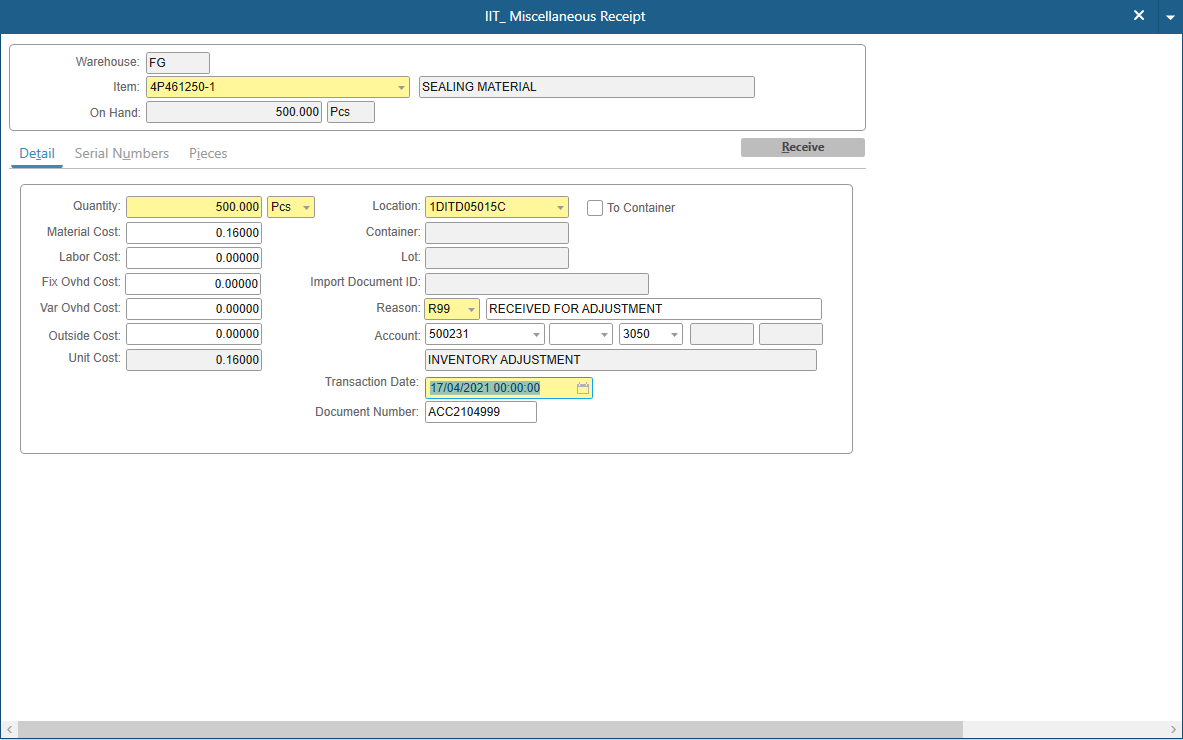 IIT_ Miscellaneous Receipt
Warehouse: FG
Item: 4P461250-1 SEALING MATERIAL
On Hand: 500.000 Pcs
Detail Serial Numbers Pieces Receive
Quantity: 500.000 Pcs Location: 1DITD05015C To Container
Material Cost: 0.16000 Container:
Labor Cost: 0.00000 Lot:
Fix Ovhd Cost: 0.00000 Import Document ID:
Var Ovhd Cost: 0.00000 Reason: R99 RECEIVED FOR ADJUSTMENT
Outside Cost: 0.00000 Account: 500231 3050
Unit Cost: 0.16000 INVENTORY ADJUSTMENT
Transaction Date: 17/04/2021 00:00:00
Document Number: ACC2104999